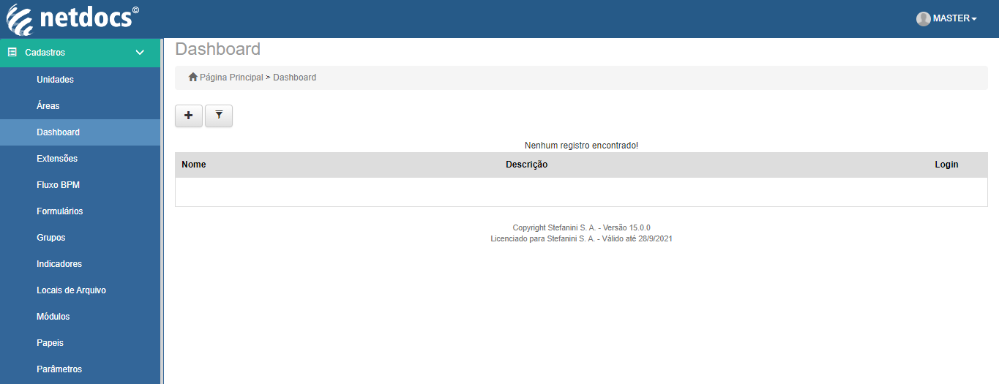 netdocs©
MASTER
Cadastros
Unidades
Áreas
Dashboard
Extensões
Fluxo BPM
Formulários
Grupos
Indicadores
Locais de Arquivo
Módulos
Papeis
Parâmetros
Dashboard
Página Principal > Dashboard
Nenhum registro encontrado!
Nome Descrição Login
Copyright Stefanini S. A. - Versão 15.0.0
Licenciado para Stefanini S. A. - Válido até 28/9/2021